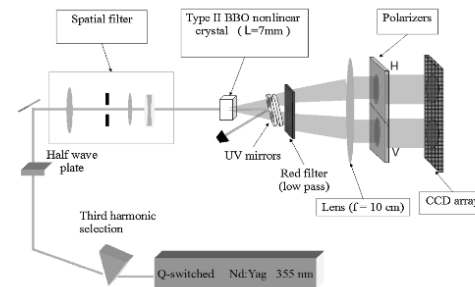 Spatial filter
Type II BBO nonlinear
crystal ( L=7mm )
Polarizers
H
Half wave
plate
UV mirrors
Red filter
(low pass)
V
Lens (f = 10 cm)
CCD array
Third harmonic
selection
Q-switched Nd:Yag 355 nm